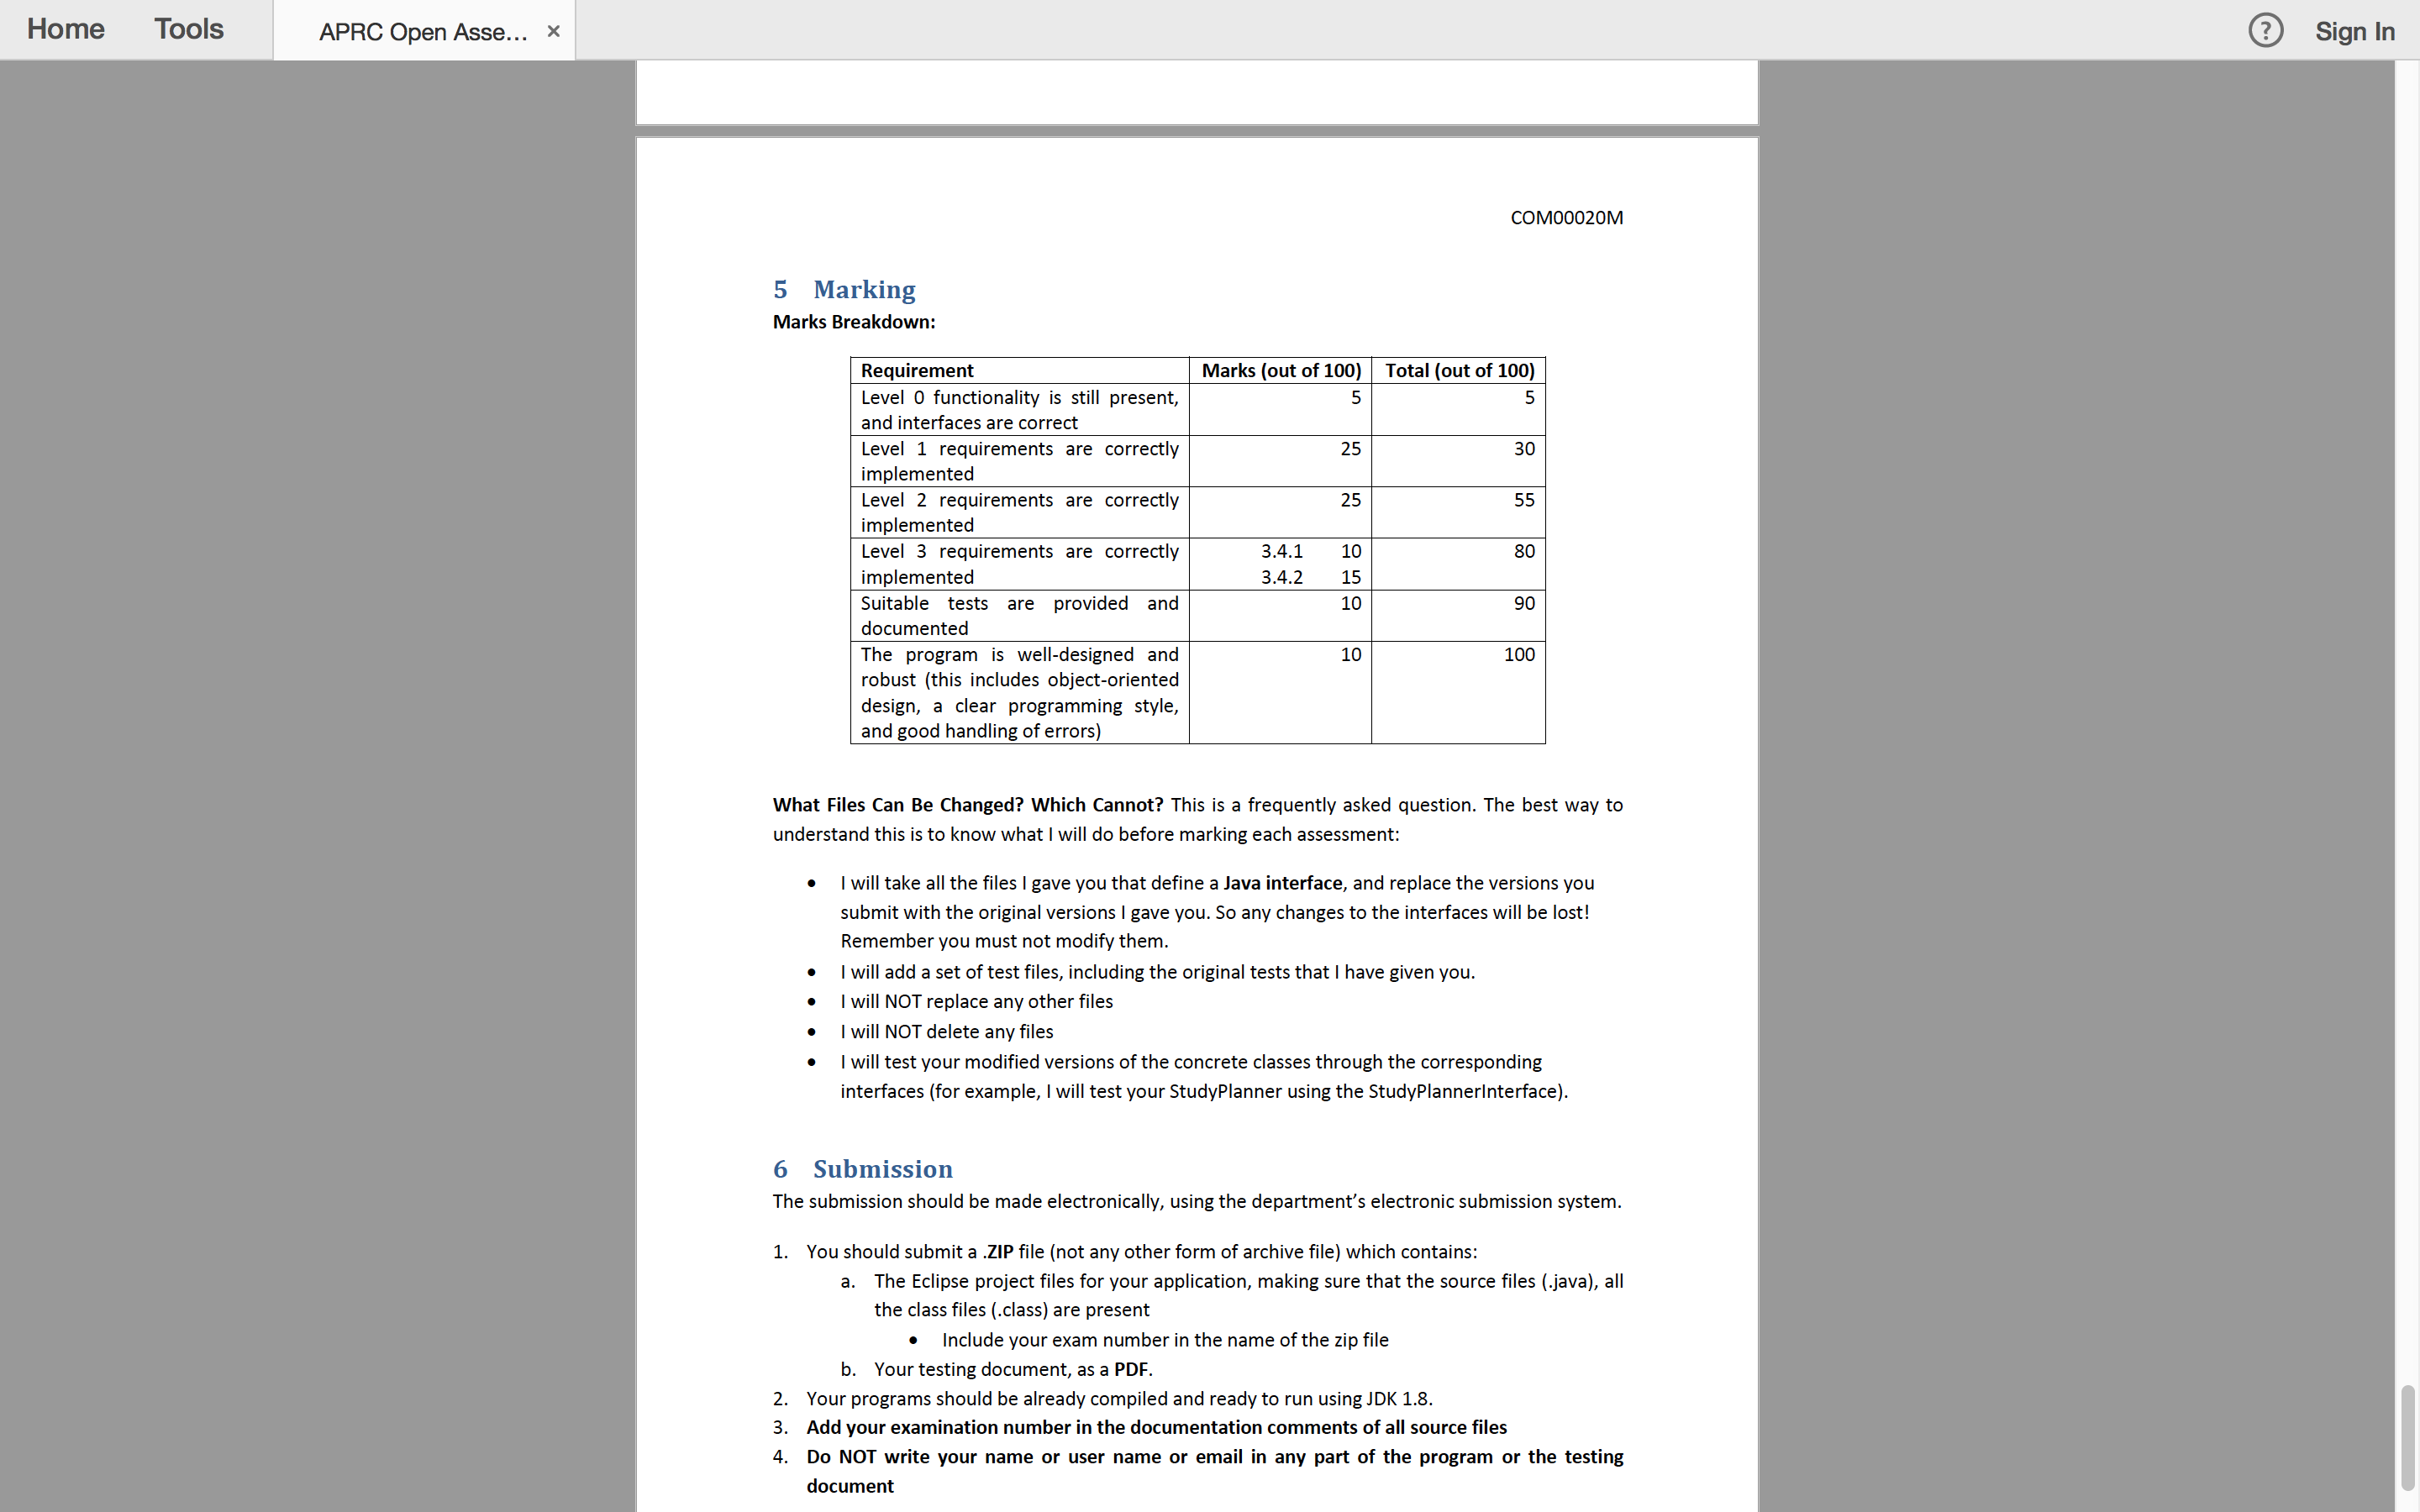 Home Tools APRC Open Asse... × ? Sign In
COM00020M
5 Marking
Marks Breakdown:
Requirement Marks (out of 100) Total (out of 100)
Level 0 functionality is still present, 5 5
and interfaces are correct
Level 1 requirements are correctly 25 30
implemented
Level 2 requirements are correctly 25 55
implemented
Level 3 requirements are correctly 3.4.1 10 80
implemented 3.4.2 15
Suitable tests are provided and 10 90
documented
The program is well-designed and 10 100
robust (this includes object-oriented
design, a clear programming style,
and good handling of errors)
What Files Can Be Changed? Which Cannot? This is a frequently asked question. The best way to
understand this is to know what I will do before marking each assessment:
• I will take all the files I gave you that define a Java interface, and replace the versions you
submit with the original versions I gave you. So any changes to the interfaces will be lost!
Remember you must not modify them.
• I will add a set of test files, including the original tests that I have given you.
• I will NOT replace any other files
• I will NOT delete any files
• I will test your modified versions of the concrete classes through the corresponding
interfaces (for example, I will test your StudyPlanner using the StudyPlannerInterface).
6 Submission
The submission should be made electronically, using the department's electronic submission system.
1. You should submit a .ZIP file (not any other form of archive file) which contains:
a. The Eclipse project files for your application, making sure that the source files (.java), all
the class files (.class) are present
• Include your exam number in the name of the zip file
b. Your testing document, as a PDF.
2. Your programs should be already compiled and ready to run using JDK 1.8.
3. Add your examination number in the documentation comments of all source files
4. Do NOT write your name or user name or email in any part of the program or the testing
document